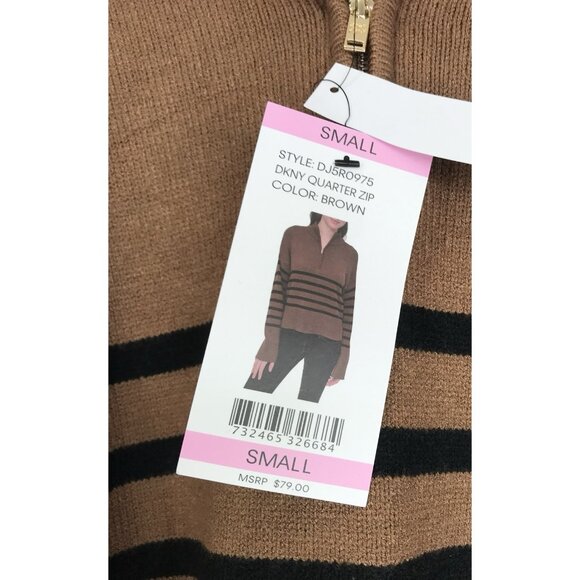 SMALL
STYLE: DJ5R0975
DKNY QUARTER ZIP
COLOR: BROWN
732465 326684
SMALL
MSRP $79.00